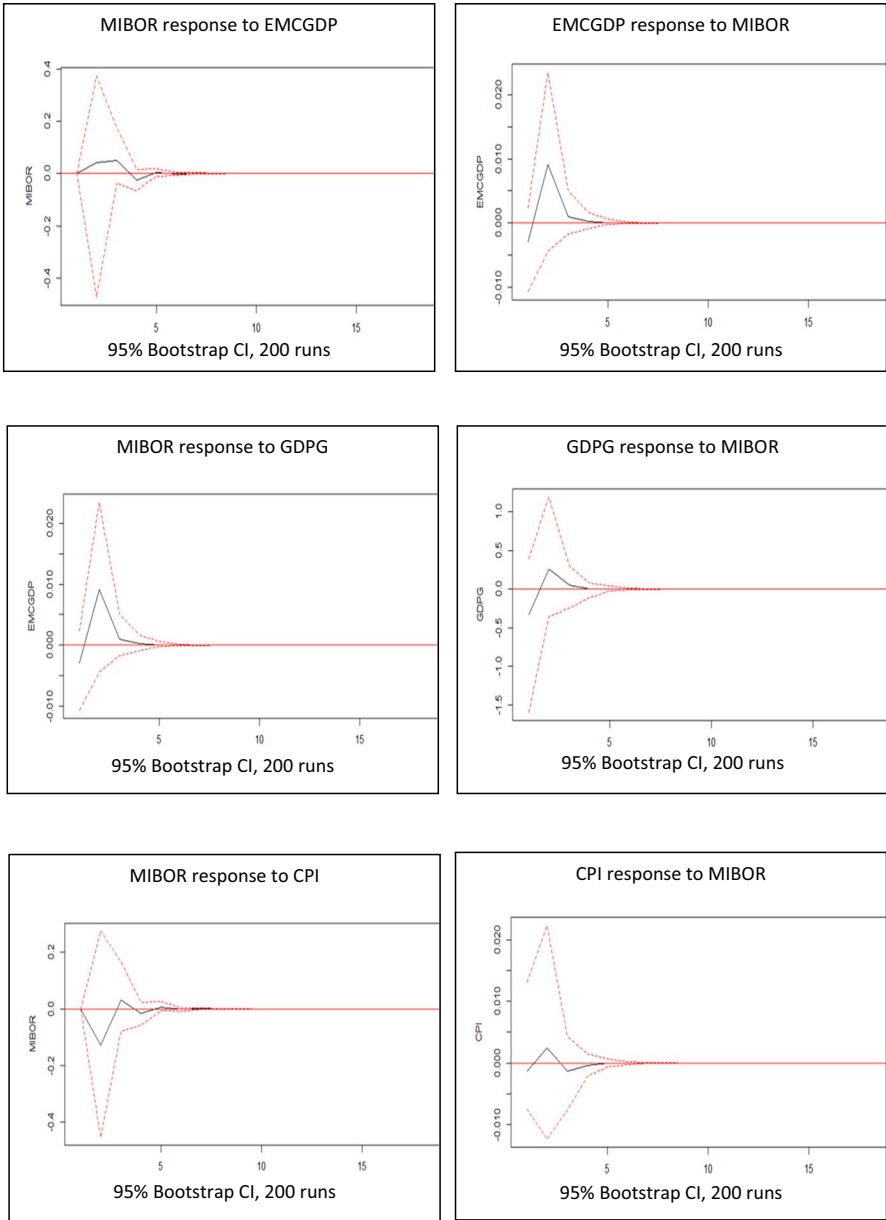 MIBOR response to EMCGDP
MIBOR
0.4
0.2
0.0
-0.2
-0.4
5
10
15
95% Bootstrap CI, 200 runs
EMCGDP response to MIBOR
EMCGDP
0.020
0.010
0.000
-0.010
5
10
15
95% Bootstrap CI, 200 runs
MIBOR response to GDPG
EMCGDP
0.020
0.010
0.000
-0.010
5
10
15
95% Bootstrap CI, 200 runs
GDPG response to MIBOR
GDPG
1.0
0.5
0.0
-0.5
-1.0
-1.5
5
10
15
95% Bootstrap CI, 200 runs
MIBOR response to CPI
MIBOR
0.2
0.0
-0.2
-0.4
5
10
15
95% Bootstrap CI, 200 runs
CPI response to MIBOR
CPI
0.020
0.010
0.000
-0.010
5
10
15
95% Bootstrap CI, 200 runs